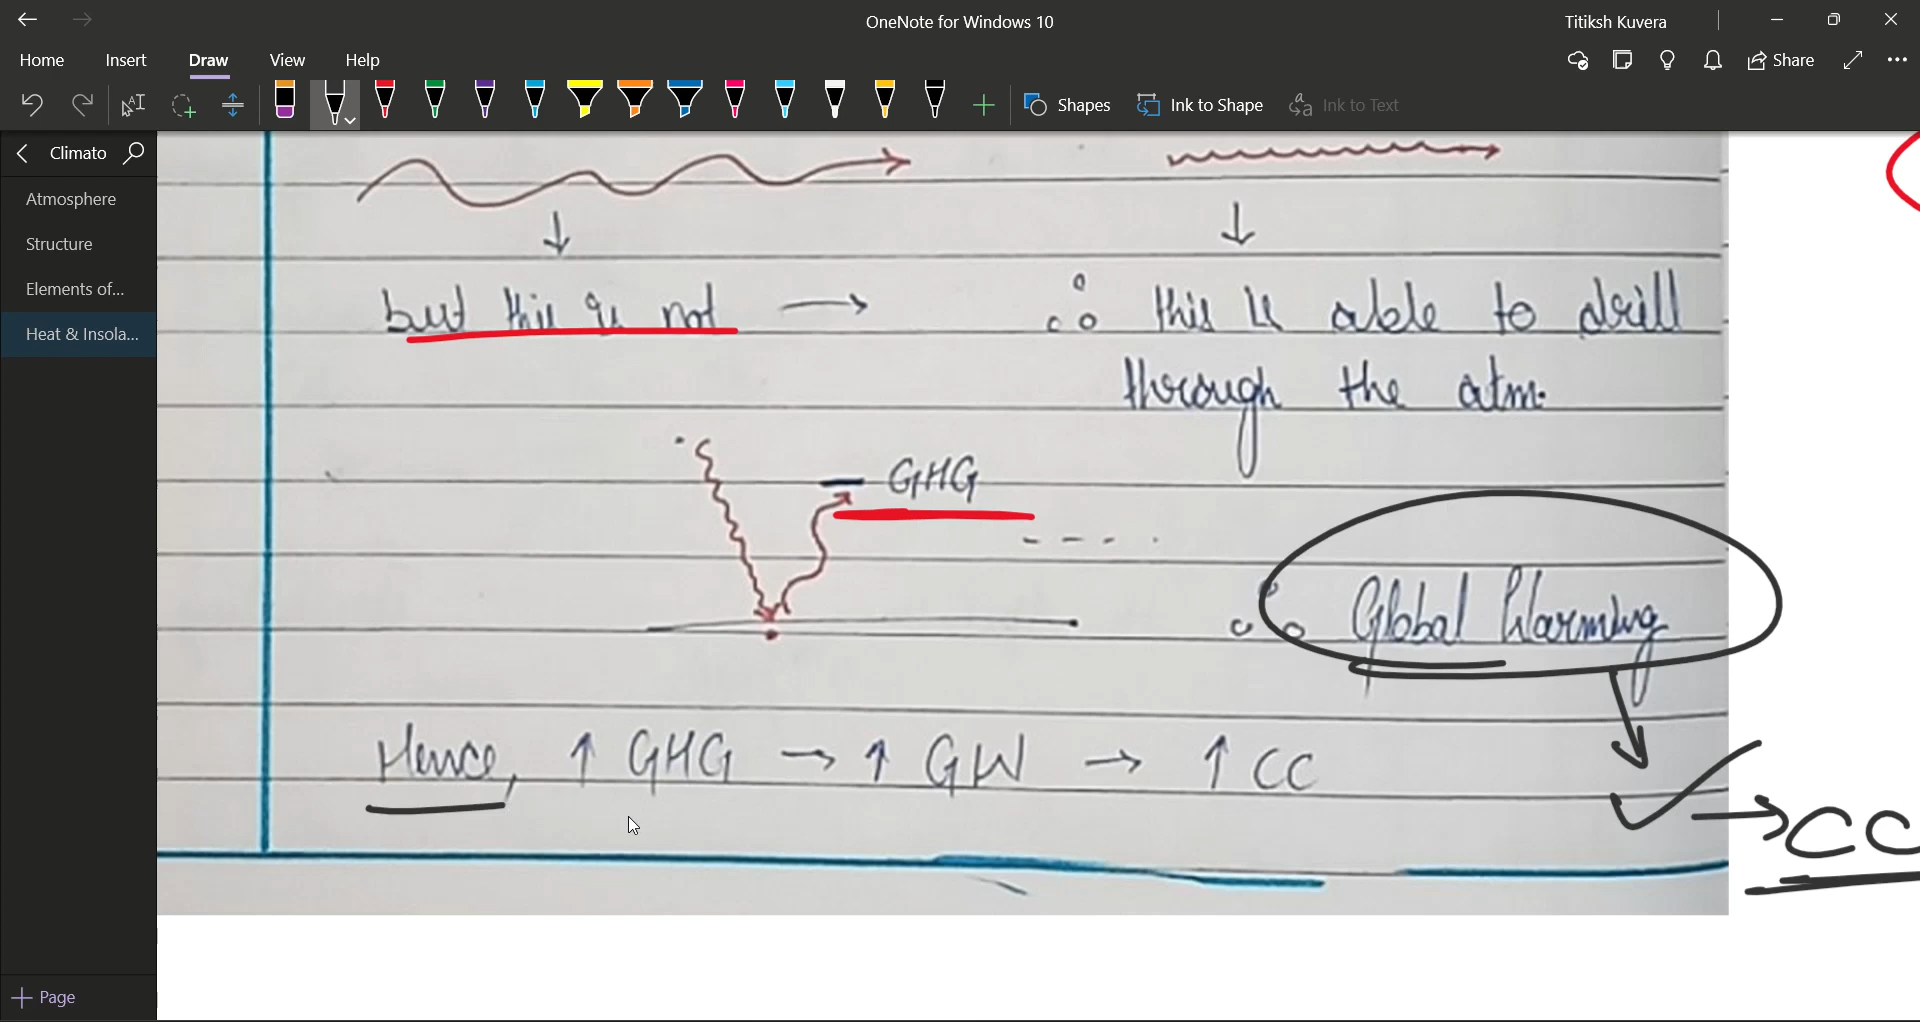 OneNote for Windows 10
Titiksh Kuvera
Home Insert Draw View Help
Share
Shapes Ink to Shape Ink to Text
Climato
Atmosphere
Structure
Elements of...
Heat & Insola...
but this is not → ∴ this is able to drill
through the atm.
GHG
∴ Global Warming
Hence, ↑ GHG → ↑ GW → ↑ CC
→ CC
Page